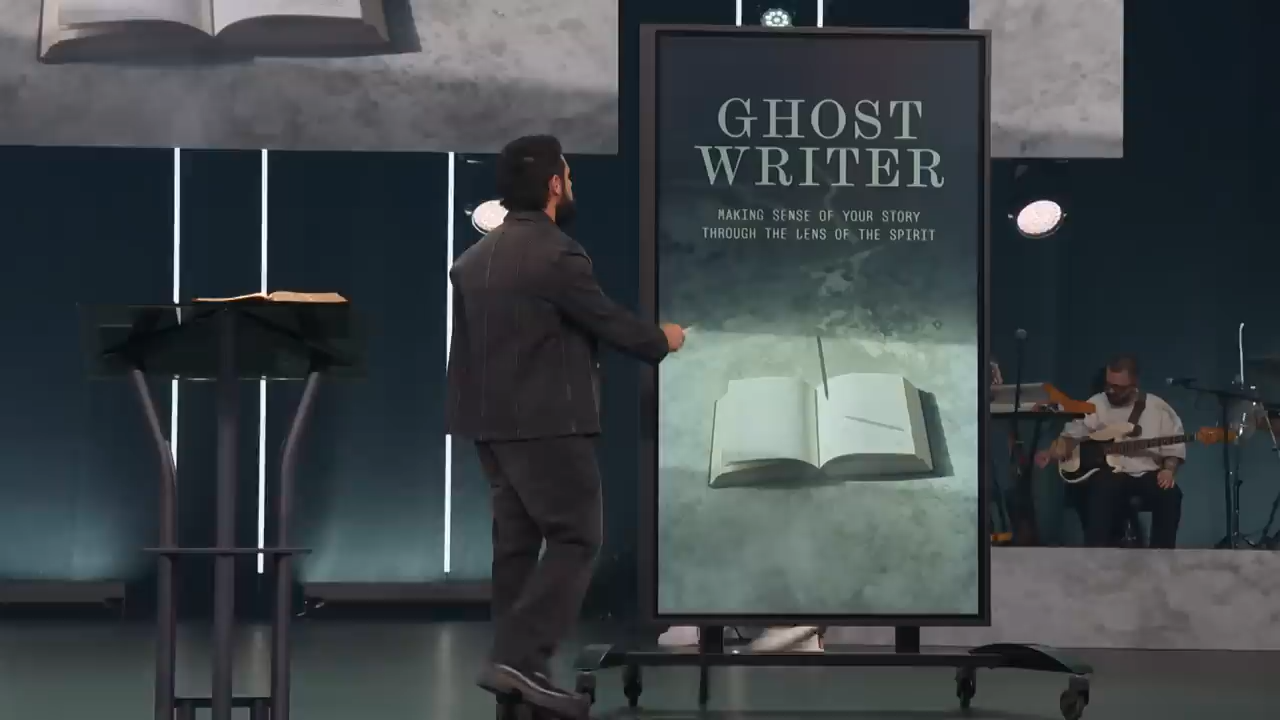 GHOST
WRITER
MAKING SENSE OF YOUR STORY
THROUGH THE LENS OF THE SPIRIT